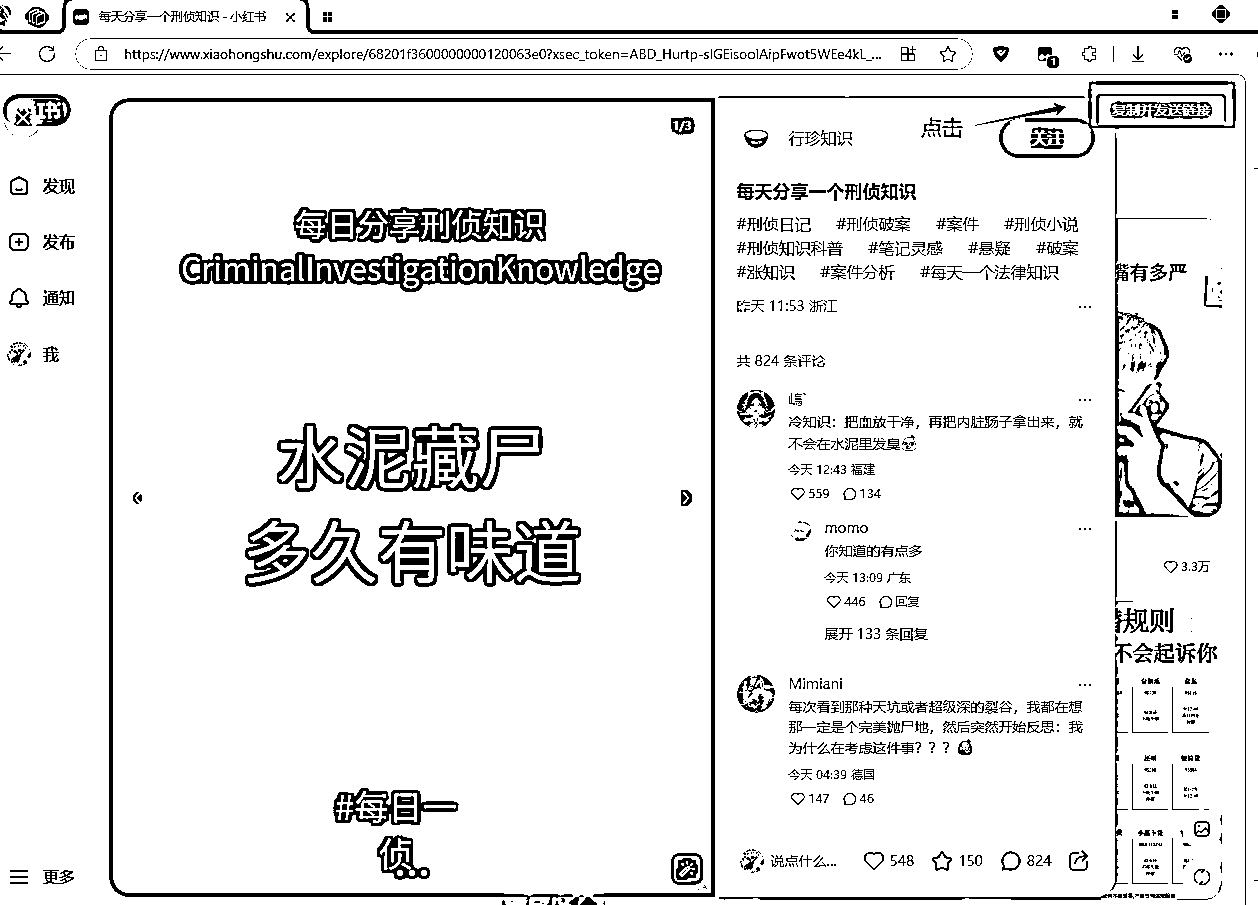 每天分享一个刑侦知识 - 小红书
https://www.xiaohongshu.com/explore/68201f3600000000120063e0?xsec_token=ABD_Hurtp-slGEisoolAipFwot5WEe4kl_...
1
书
发现
发布
通知
我
更多
1/3
每日分享刑侦知识
CriminalInvestigationKnowledge
水泥藏尸
多久有味道
#每日一
侦...
行珍知识
点击
关注
复制并发送链接
每天分享一个刑侦知识
#刑侦日记 #刑侦破案 #案件 #刑侦小说
#刑侦知识科普 #笔记灵感 #悬疑 #破案
#涨知识 #案件分析 #每天一个法律知识
昨天 11:53 浙江
共 824 条评论
冷知识：把血放干净，再把内脏肠子拿出来，就
不会在水泥里发臭
今天 12:43 福建
559 134
momo
你知道的有点多
今天 13:09 广东
446 回复
展开 133 条回复
Mimiani
每次看到那种天坑或者超级深的裂谷，我都在想
那一定是个完美抛尸地，然后突然开始反思：我
为什么在考虑这件事？？？
今天 04:39 德国
147 46
说点什么... 548 150 824
嘴有多严
3.3万
规则
不会起诉你